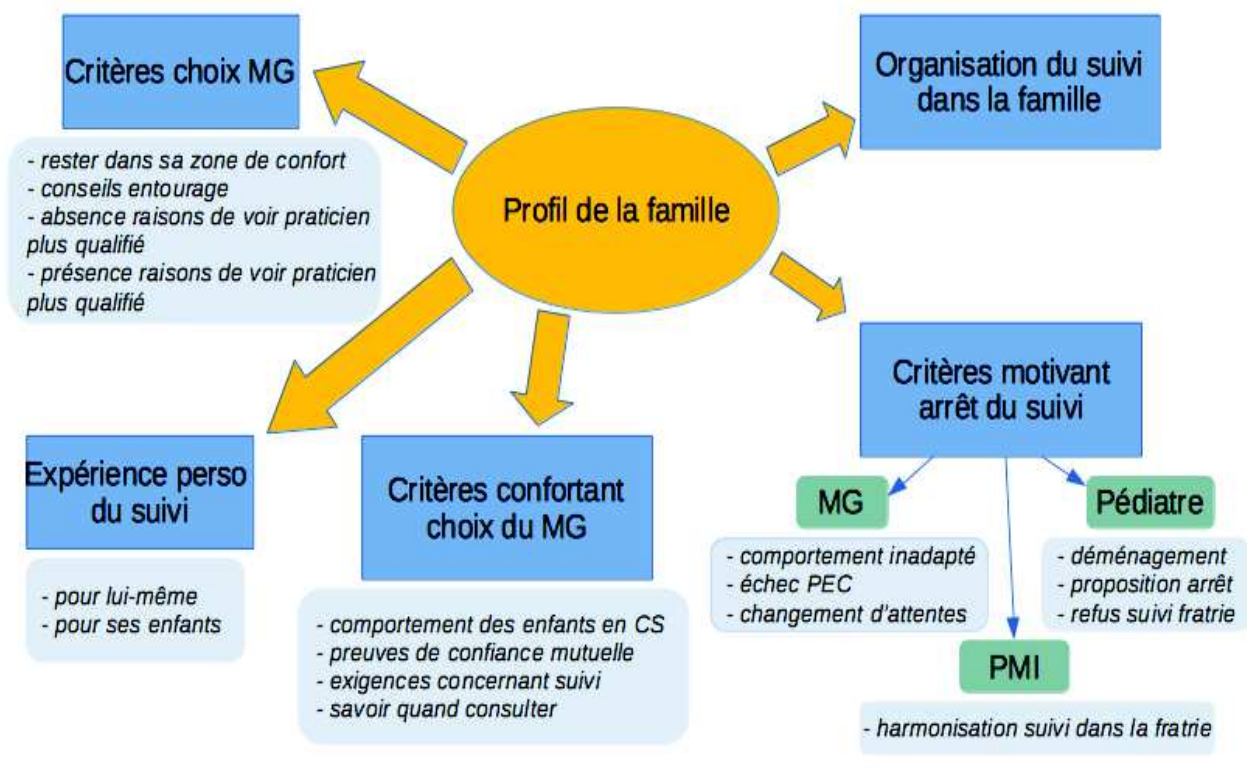 Critères choix MG
- rester dans sa zone de confort
- conseils entourage
- absence raisons de voir praticien
plus qualifié
- présence raisons de voir praticien
plus qualifié
Profil de la famille
Organisation du suivi
dans la famille
Expérience perso
du suivi
- pour lui-même
- pour ses enfants
Critères confortant
choix du MG
- comportement des enfants en CS
- preuves de confiance mutuelle
- exigences concernant suivi
- savoir quand consulter
Critères motivant
arrêt du suivi
MG
- comportement inadapté
- échec PEC
- changement d'attentes
Pédiatre
- déménagement
- proposition arrêt
- refus suivi fratrie
PMI
- harmonisation suivi dans la fratrie